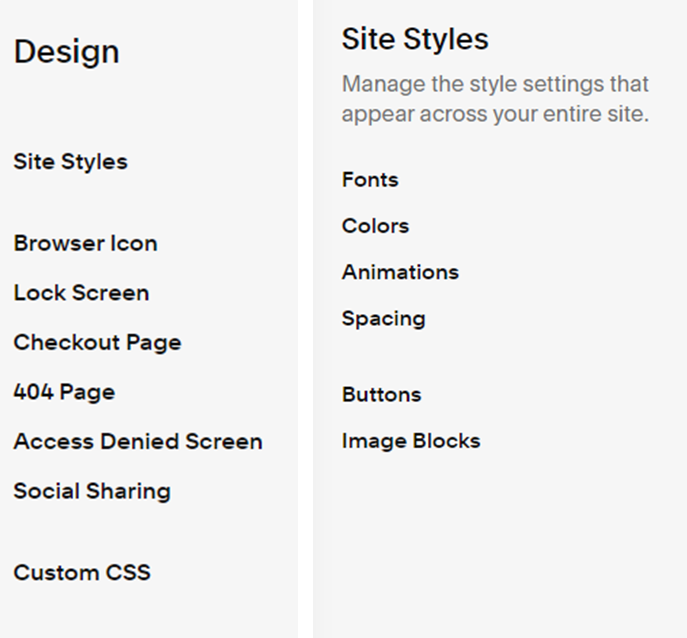 Design
Site Styles
Browser Icon
Lock Screen
Checkout Page
404 Page
Access Denied Screen
Social Sharing
Custom CSS
Site Styles
Manage the style settings that
appear across your entire site.
Fonts
Colors
Animations
Spacing
Buttons
Image Blocks